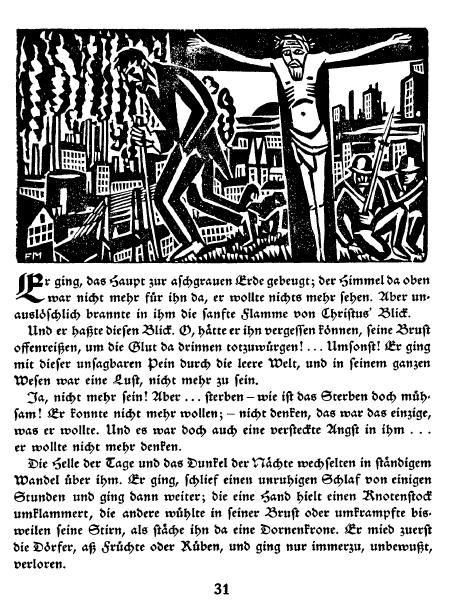 FM
Er ging, das Haupt zur aschgrauen Erde gebeugt; der Himmel da oben
war nicht mehr für ihn da, er wollte nichts mehr sehen. Aber un-
auslöschlich brannte in ihm die sanfte Flamme von Christus' Blick.
Und er haßte diesen Blick. O, hätte er ihn vergessen können, seine Brust
offenreißen, um die Glut da drinnen totzuwürgen! ... Umsonst! Er ging
mit dieser unsagbaren Pein durch die leere Welt, und in seinem ganzen
Wesen war eine Lust, nicht mehr zu sein.
Ja, nicht mehr sein! Aber ... sterben – wie ist das Sterben doch müh-
sam! Er konnte nicht mehr wollen; – nicht denken, das war das einzige,
was er wollte. Und es war doch auch eine versteckte Angst in ihm ...
er wollte nicht mehr denken.
Die Helle der Tage und das Dunkel der Nächte wechselten in ständigem
Wandel über ihm. Er ging, schlief einen unruhigen Schlaf von einigen
Stunden und ging dann weiter; die eine Hand hielt einen Knotenstock
umklammert, die andere wühlte in seiner Brust oder umkrampfte bis-
weilen seine Stirn, als stäche ihn da eine Dornenkrone. Er mied zuerst
die Dörfer, aß Früchte oder Rüben, und ging nur immerzu, unbewußt,
verloren.
31